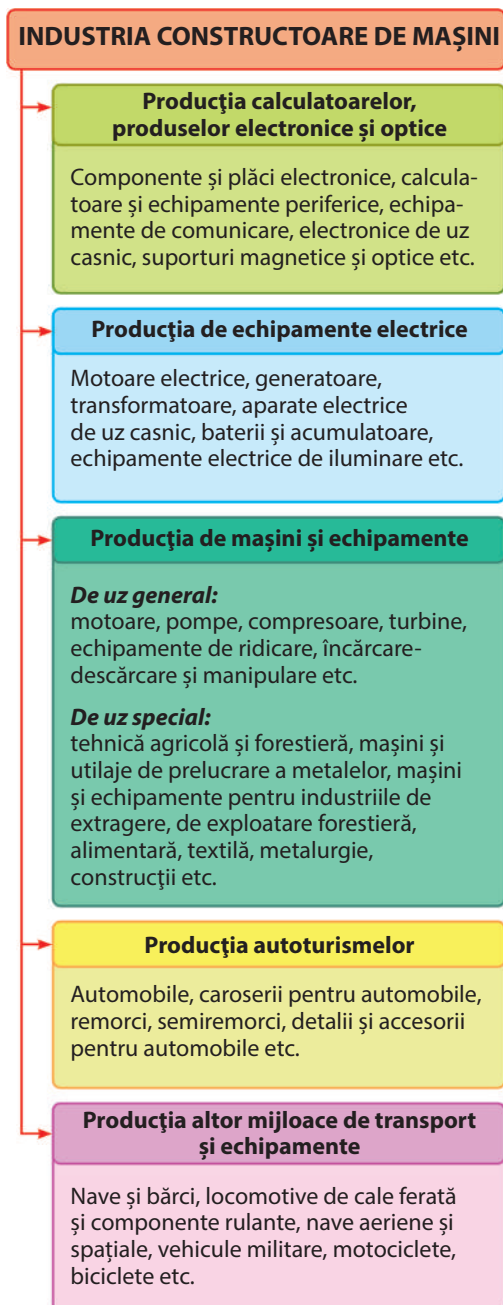 INDUSTRIA CONSTRUCTOARE DE MAȘINI
Producţia calculatoarelor,
produselor electronice și optice
Componente și plăci electronice, calcula-
toare și echipamente periferice, echipa-
mente de comunicare, electronice de uz
casnic, suporturi magnetice și optice etc.
Producţia de echipamente electrice
Motoare electrice, generatoare,
transformatoare, aparate electrice
de uz casnic, baterii și acumulatoare,
echipamente electrice de iluminare etc.
Producţia de mașini și echipamente
De uz general:
motoare, pompe, compresoare, turbine,
echipamente de ridicare, încărcare-
descărcare și manipulare etc.
De uz special:
tehnică agricolă și forestieră, mașini și
utilaje de prelucrare a metalelor, mașini
și echipamente pentru industriile de
extragere, de exploatare forestieră,
alimentară, textilă, metalurgie,
construcţii etc.
Producţia autoturismelor
Automobile, caroserii pentru automobile,
remorci, semiremorci, detalii și accesorii
pentru automobile etc.
Producţia altor mijloace de transport
și echipamente
Nave și bărci, locomotive de cale ferată
și componente rulante, nave aeriene și
spațiale, vehicule militare, motociclete,
biciclete etc.